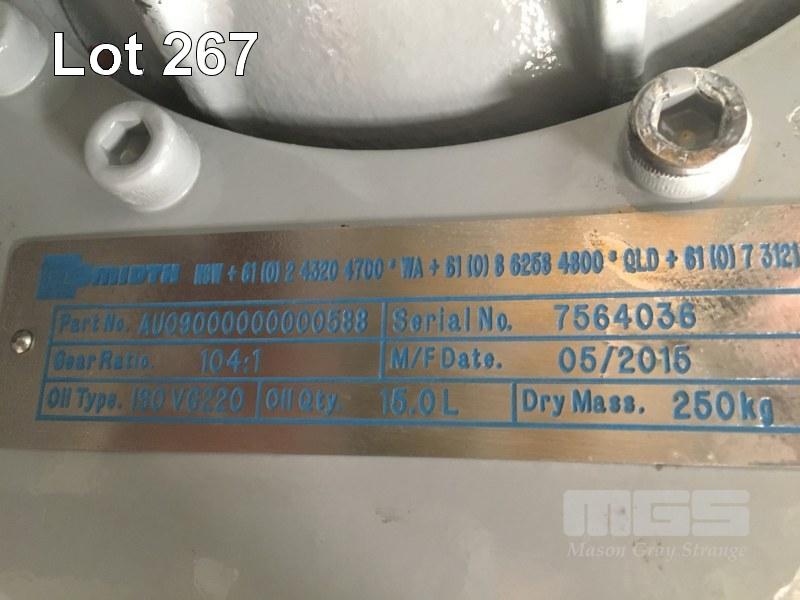 Lot 267
MIDTH NSW + 61 (0) 2 4320 4700 * WA + 61 (0) 8 6258 4800 * QLD + 61 (0) 7 3121
Part No. AU09000000000588 Serial No. 7564036
Gear Ratio. 104:1 M/F Date. 05/2015
Oil Type. ISO VG220 Oil Qty. 15.0 L Dry Mass. 250kg
MGS
Mason Gray Strange